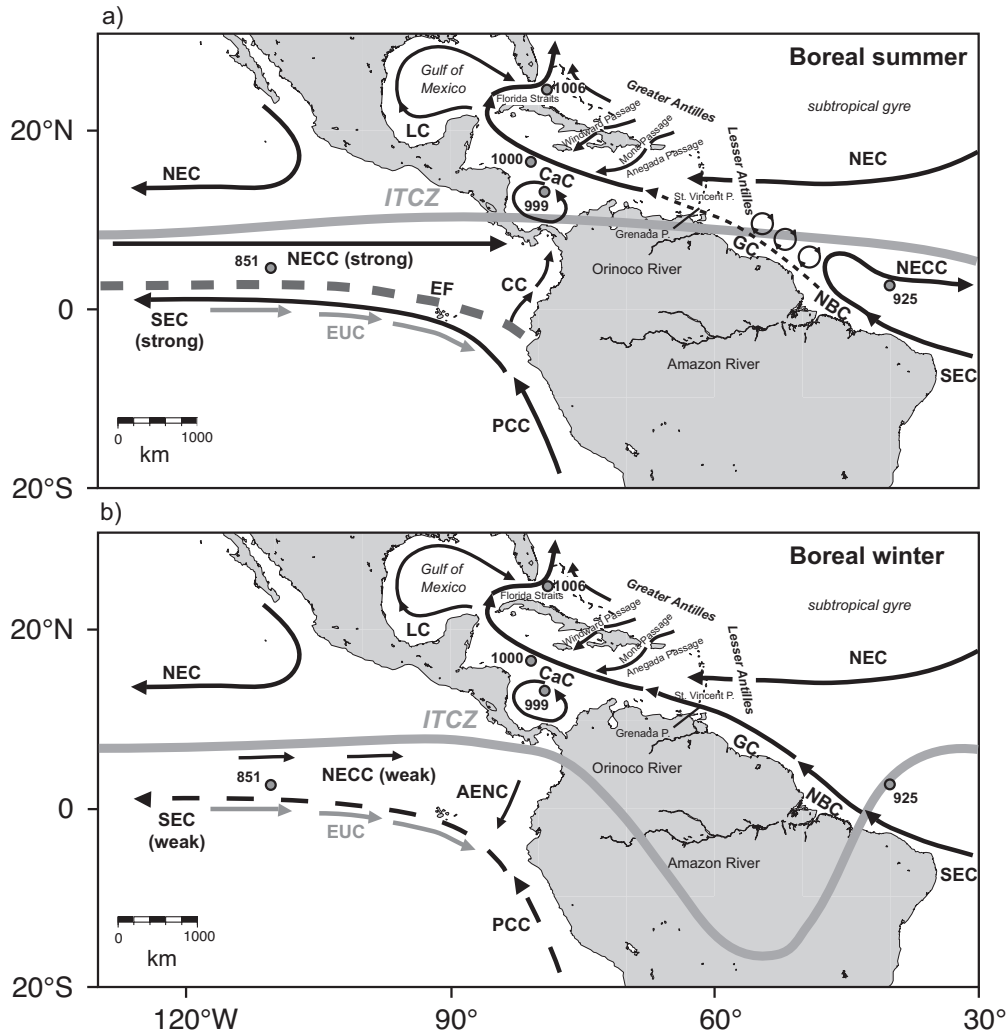 a)
Boreal summer
Gulf of
Mexico
1006
Florida Straits
Greater Antilles
subtropical gyre
20°N
LC
Windward Passage
Mona Passage
Anegada Passage
Lesser Antilles
1000
NEC
NEC
CaC
ITCZ
999
St. Vincent P.
Grenada P.
GC
NECC (strong)
851
Orinoco River
NECC
CC
EF
925
NBC
0
SEC
(strong)
EUC
Amazon River
SEC
PCC
0
1000
km
20°S
b)
Boreal winter
Gulf of
Mexico
1006
Florida Straits
Greater Antilles
subtropical gyre
20°N
LC
Windward Passage
Mona Passage
Anegada Passage
Lesser Antilles
1000
NEC
NEC
CaC
St. Vincent P.
999
ITCZ
Grenada P.
GC
Orinoco River
851
NECC (weak)
AENC
NBC
925
0
SEC
(weak)
EUC
Amazon River
SEC
PCC
0
1000
km
20°S
120°W
90°
60°
30°